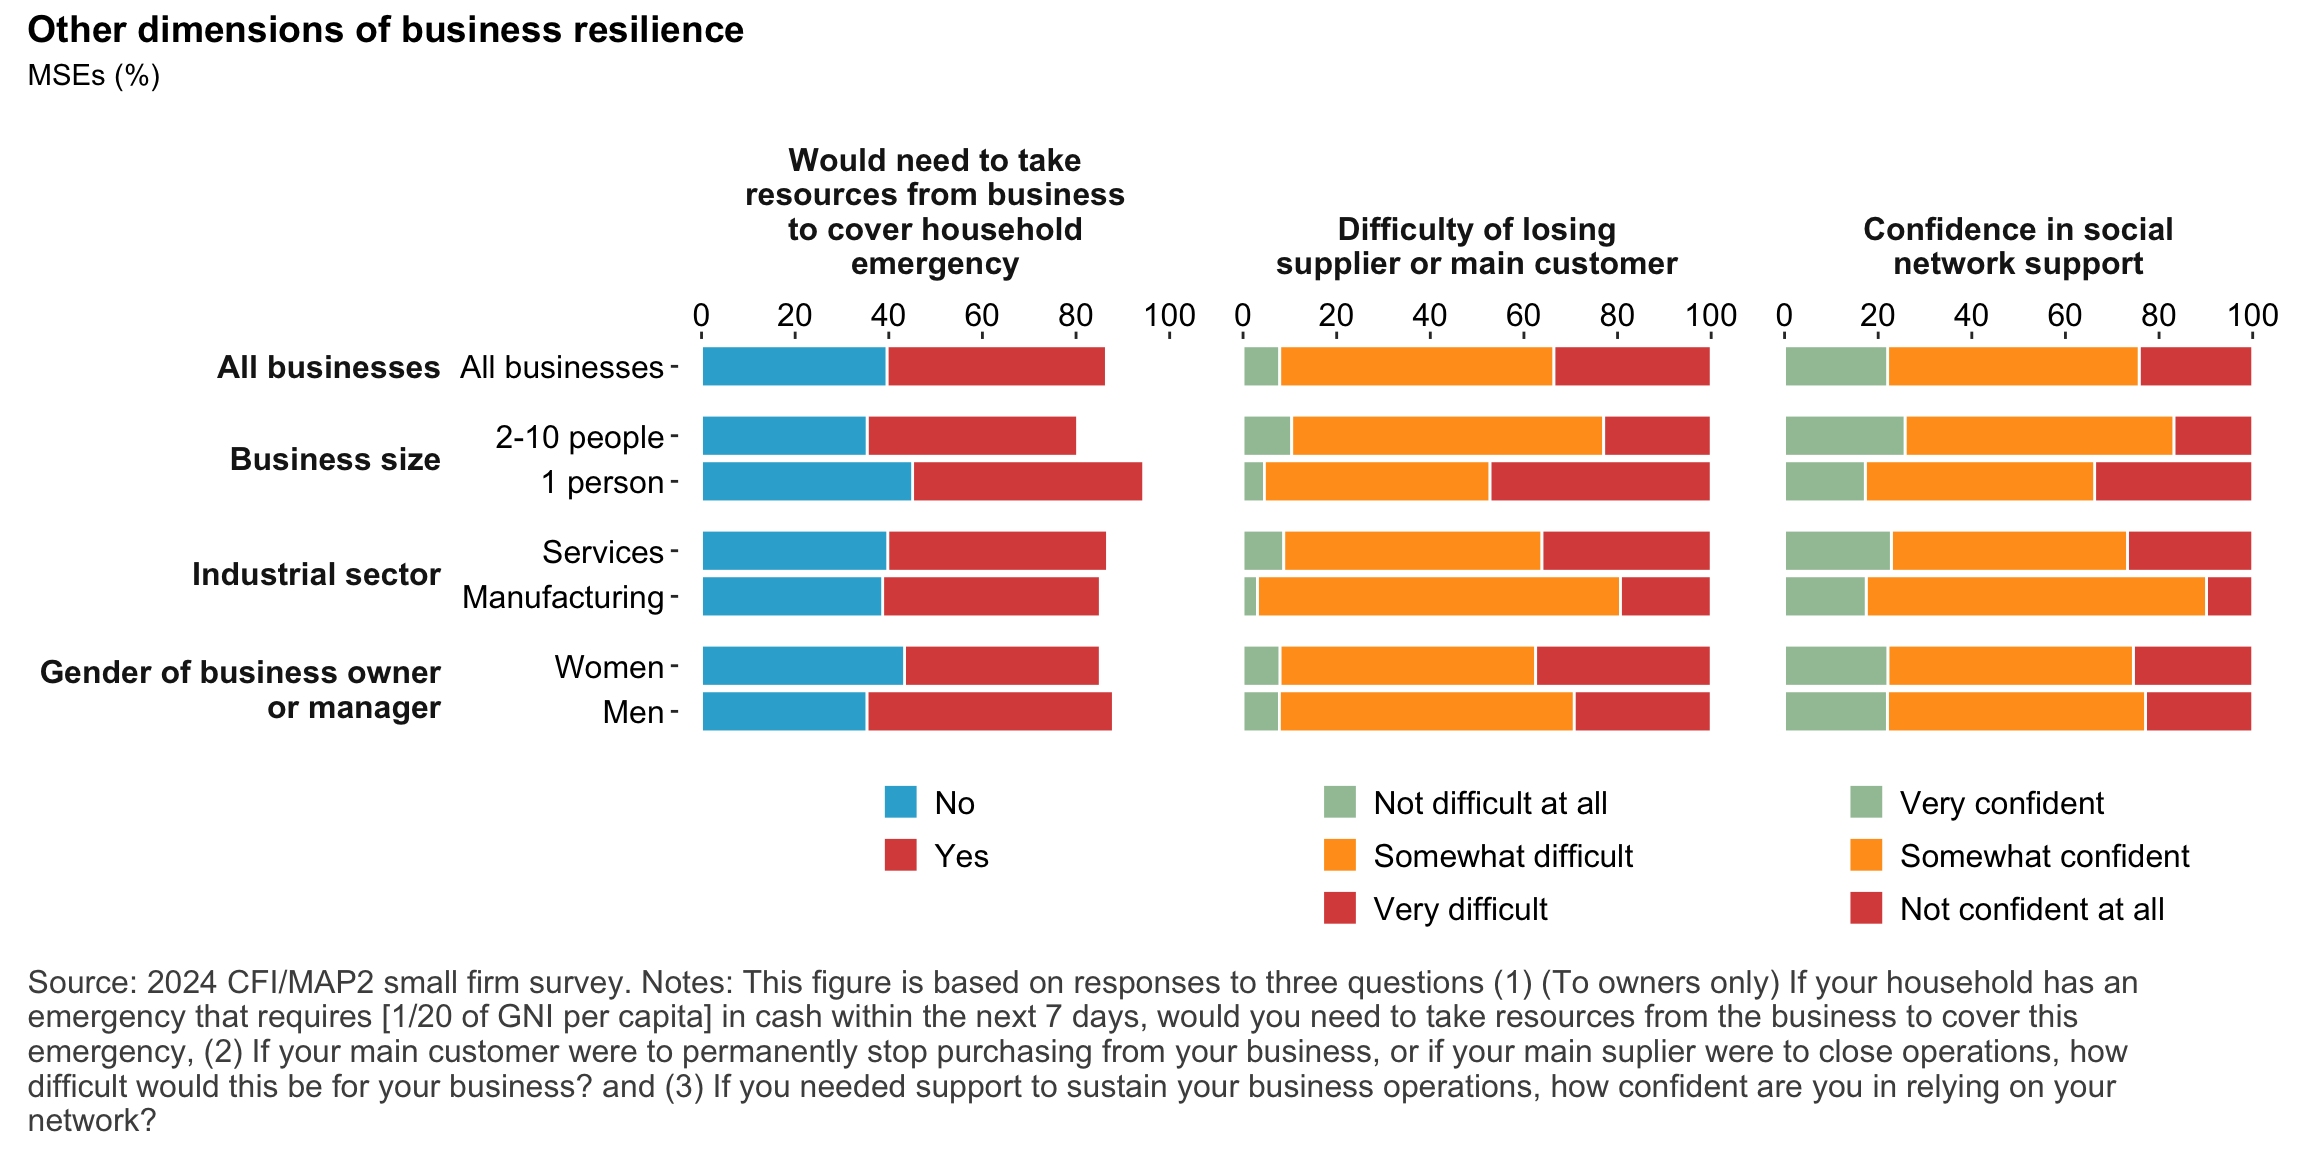 Other dimensions of business resilience
MSEs (%)
Would need to take
resources from business
to cover household
emergency
Difficulty of losing
supplier or main customer
Confidence in social
network support
0 20 40 60 80 100 0 20 40 60 80 100 0 20 40 60 80 100
All businesses All businesses
Business size
2-10 people
1 person
Industrial sector
Services
Manufacturing
Gender of business owner
or manager
Women
Men
No
Yes
Not difficult at all
Somewhat difficult
Very difficult
Very confident
Somewhat confident
Not confident at all
Source: 2024 CFI/MAP2 small firm survey. Notes: This figure is based on responses to three questions (1) (To owners only) If your household has an
emergency that requires [1/20 of GNI per capita] in cash within the next 7 days, would you need to take resources from the business to cover this
emergency, (2) If your main customer were to permanently stop purchasing from your business, or if your main suplier were to close operations, how
difficult would this be for your business? and (3) If you needed support to sustain your business operations, how confident are you in relying on your
network?